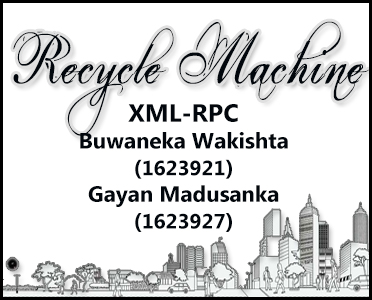 Recycle Machine
XML-RPC
Buwaneka Wakishta
(1623921)
Gayan Madusanka
(1623927)